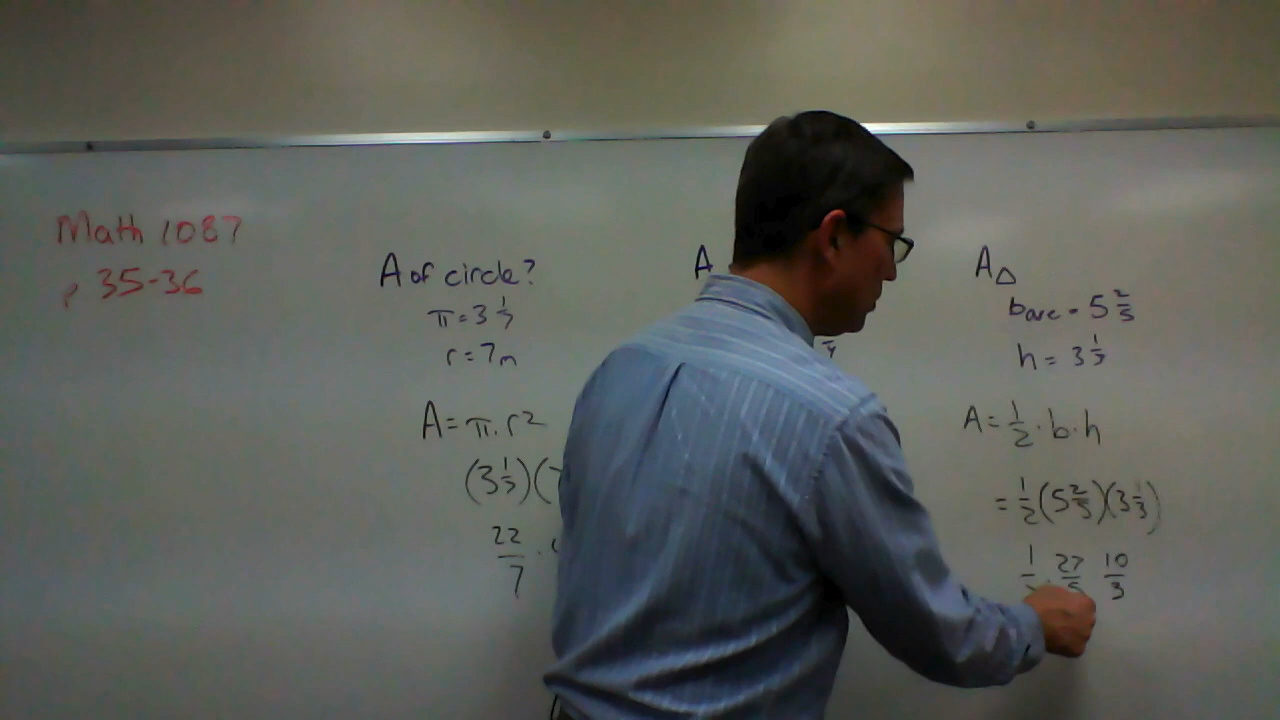 Math 1087
p 35-36
A of circle?
π = 3 1/7
r = 7m
A = π · r²
(3 1/7)(
22/7 ·
A
A△
base = 5 2/5
h = 3 1/3
A = 1/2 · b · h
= 1/2 (5 2/5)(3 1/3)
1 27/5 10/3